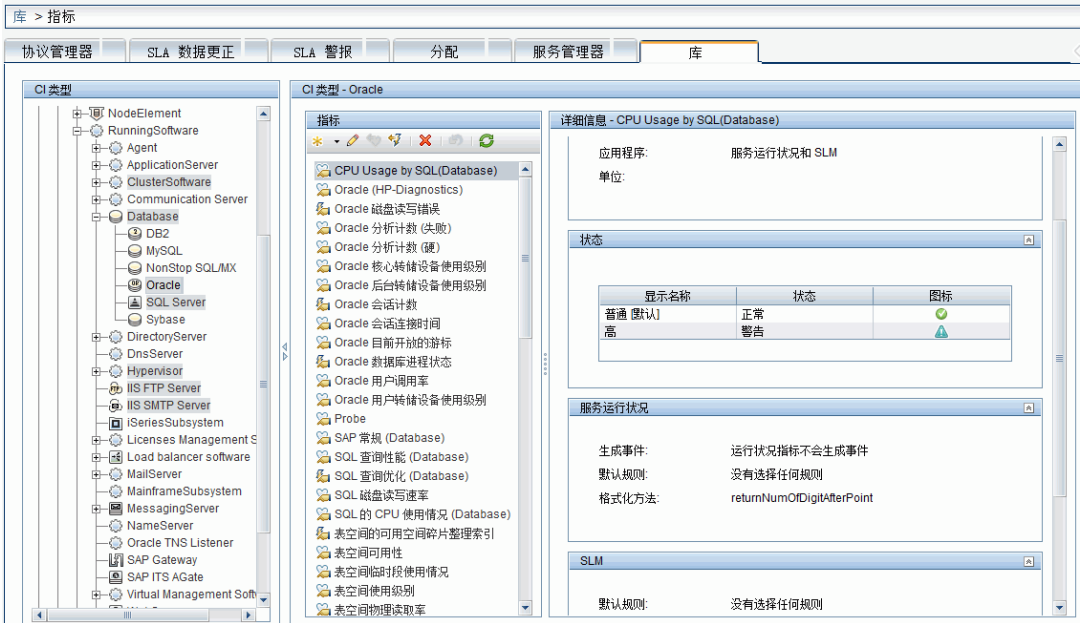 库 > 指标
协议管理器
SLA 数据更正
SLA 警报
分配
服务管理器
库
CI 类型
NodeElement
RunningSoftware
Agent
ApplicationServer
ClusterSoftware
Communication Server
Database
DB2
MySQL
NonStop SQL/MX
Oracle
SQL Server
Sybase
DirectoryServer
DnsServer
Hypervisor
IIS FTP Server
IIS SMTP Server
iSeriesSubsystem
Licenses Management S
Load balancer software
MailServer
MainframeSubsystem
MessagingServer
NameServer
Oracle TNS Listener
SAP Gateway
SAP ITS AGate
Virtual Management Soft
CI 类型 - Oracle
指标
CPU Usage by SQL(Database)
Oracle (HP-Diagnostics)
Oracle 磁盘读写错误
Oracle 分析计数 (失败)
Oracle 分析计数 (硬)
Oracle 核心转储设备使用级别
Oracle 后台转储设备使用级别
Oracle 会话计数
Oracle 会话连接时间
Oracle 目前开放的游标
Oracle 数据库进程状态
Oracle 用户调用率
Oracle 用户转储设备使用级别
Probe
SAP 常规 (Database)
SQL 查询性能 (Database)
SQL 查询优化 (Database)
SQL 磁盘读写速率
SQL 的 CPU 使用情况 (Database)
表空间的可用空间碎片整理索引
表空间可用性
表空间临时段使用情况
表空间使用级别
表空间物理读取率
详细信息 - CPU Usage by SQL(Database)
应用程序: 服务运行状况和 SLM
单位:
状态
显示名称 状态 图标
普通 [默认] 正常
高 警告
服务运行状况
生成事件: 运行状况指标不会生成事件
默认规则: 没有选择任何规则
格式化方法: returnNumOfDigitAfterPoint
SLM
默认规则: 没有选择任何规则